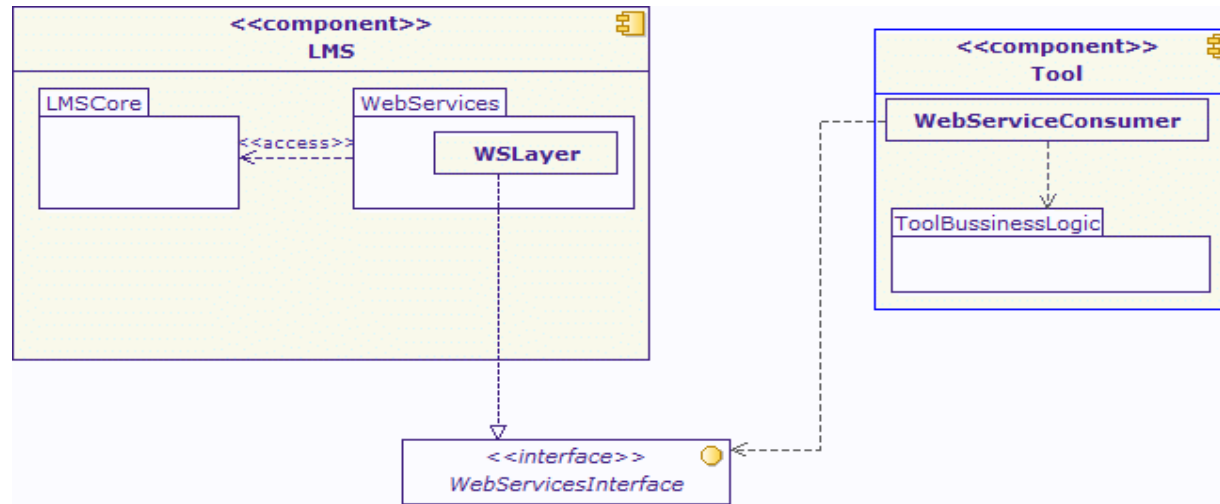 <<component>>
LMS
LMSCore
WebServices
<<access>>
WSLayer
<<component>>
Tool
WebServiceConsumer
ToolBussinessLogic
<<interface>>
WebServicesInterface